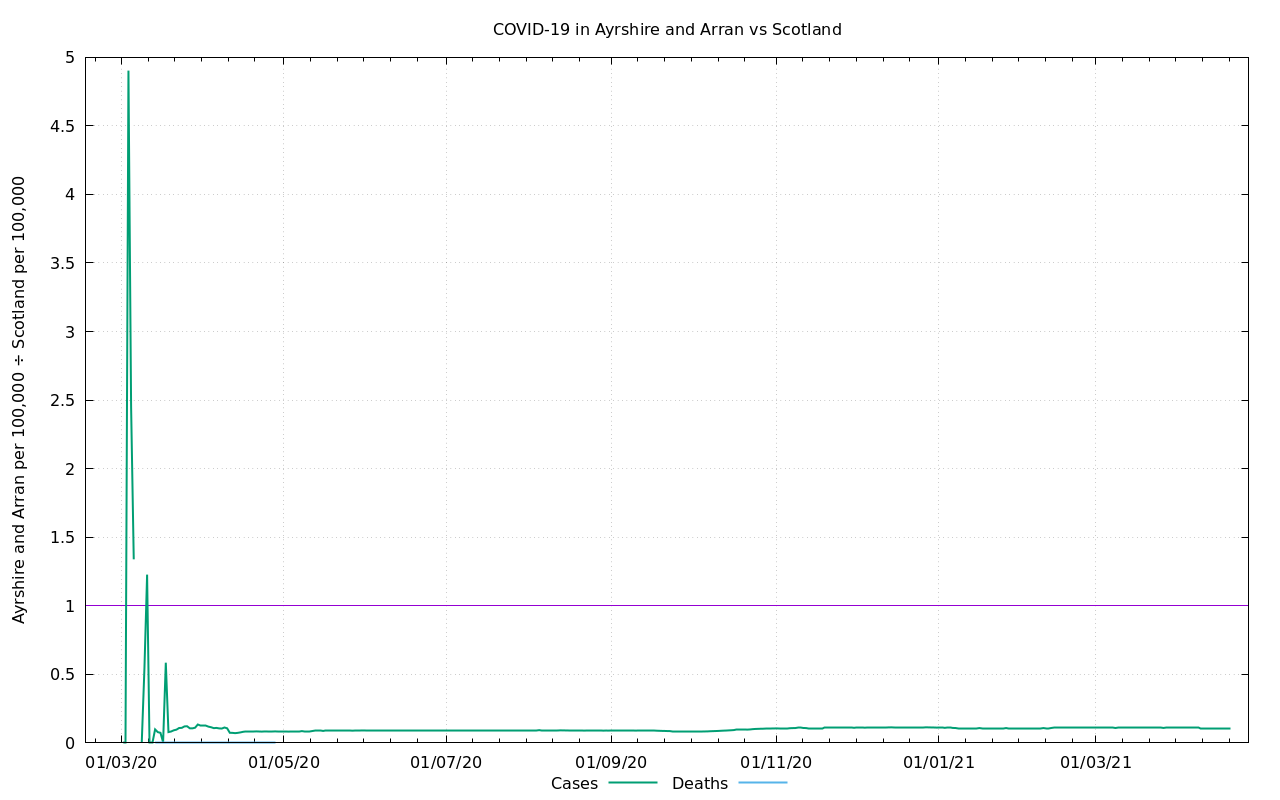 COVID-19 in Ayrshire and Arran vs Scotland
Ayrshire and Arran per 100,000 ÷ Scotland per 100,000
5
4.5
4
3.5
3
2.5
2
1.5
1
0.5
0
01/03/20 01/05/20 01/07/20 01/09/20 01/11/20 01/01/21 01/03/21
Cases Deaths